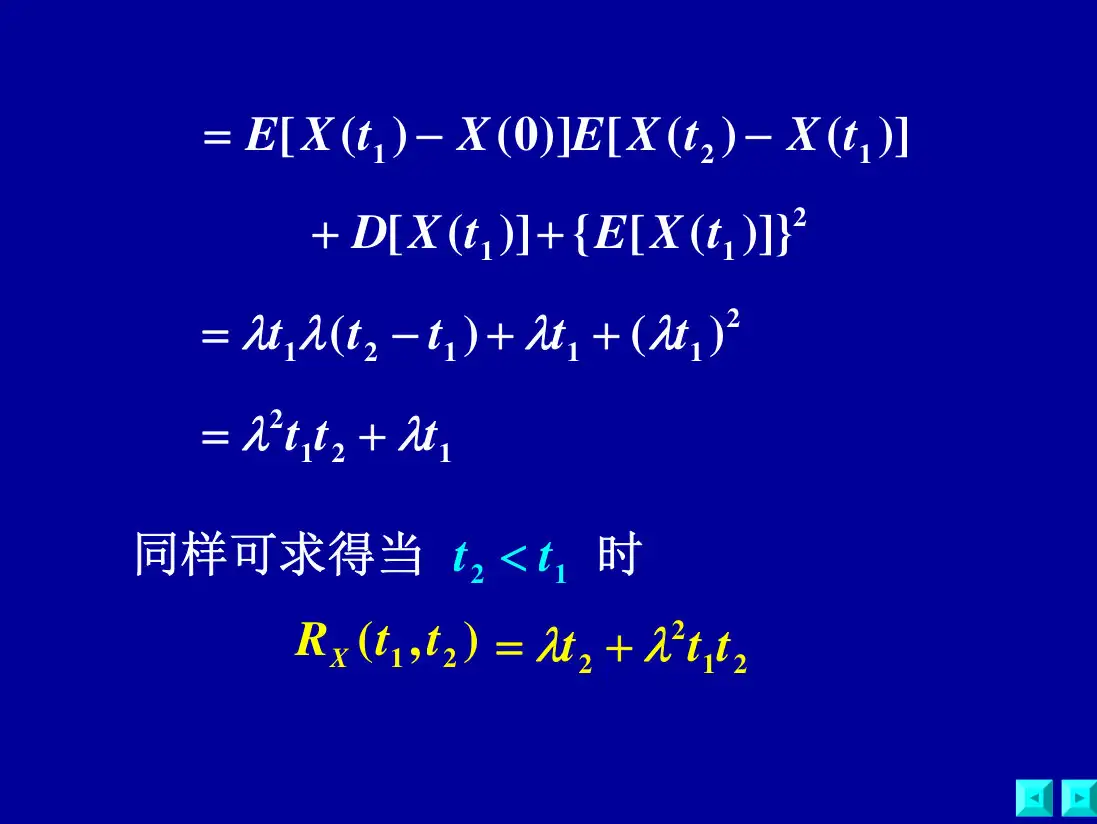 = E[X(t₁) − X(0)]E[X(t₂) − X(t₁)]
+ D[X(t₁)] + {E[X(t₁)]}²
= λt₁λ(t₂ − t₁) + λt₁ + (λt₁)²
= λ²t₁t₂ + λt₁
同样可求得当 t₂ < t₁ 时
R_X(t₁,t₂) = λt₂ + λ²t₁t₂